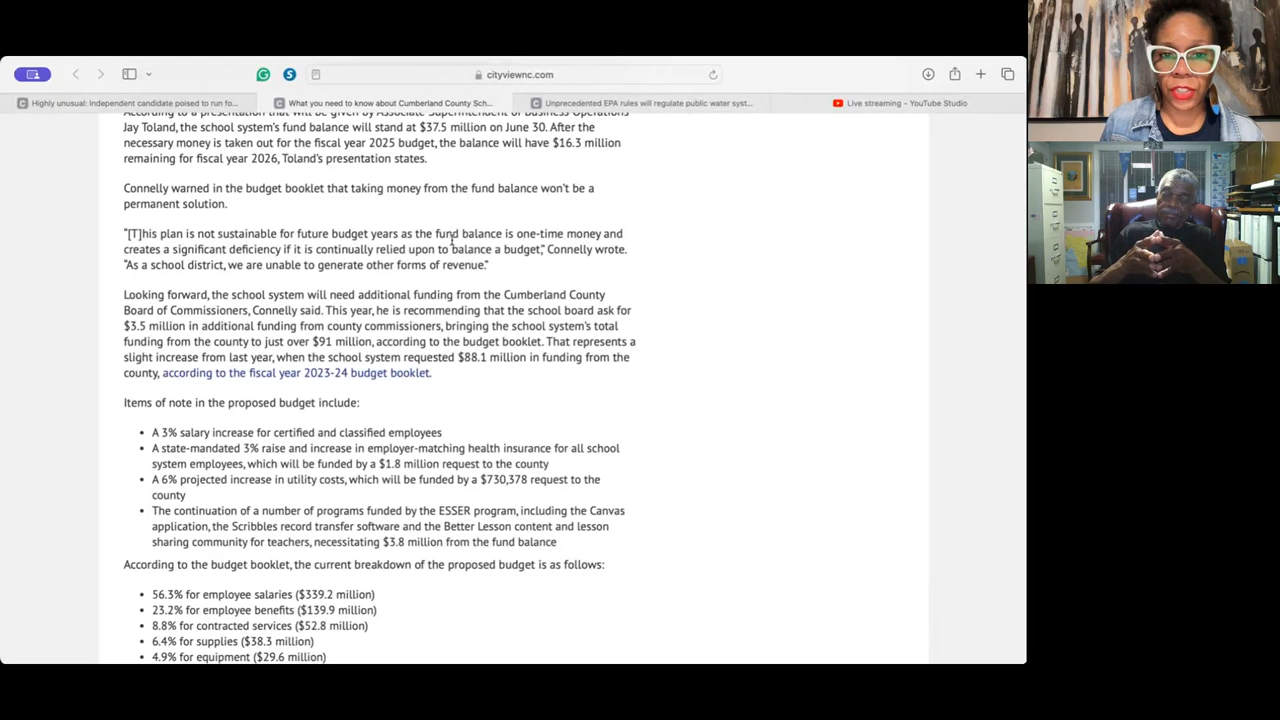 cityviewnc.com
Highly unusual: Independent candidate poised to run fo...
What you need to know about Cumberland County Sch...
Unprecedented EPA rules will regulate public water syst...
Live streaming – YouTube Studio
According to a presentation that will be given by Associate Superintendent of Business Operations
Jay Toland, the school system's fund balance will stand at $37.5 million on June 30. After the
necessary money is taken out for the fiscal year 2025 budget, the balance will have $16.3 million
remaining for fiscal year 2026, Toland's presentation states.
Connelly warned in the budget booklet that taking money from the fund balance won't be a
permanent solution.
"[T]his plan is not sustainable for future budget years as the fund balance is one-time money and
creates a significant deficiency if it is continually relied upon to balance a budget," Connelly wrote.
"As a school district, we are unable to generate other forms of revenue."
Looking forward, the school system will need additional funding from the Cumberland County
Board of Commissioners, Connelly said. This year, he is recommending that the school board ask for
$3.5 million in additional funding from county commissioners, bringing the school system's total
funding from the county to just over $91 million, according to the budget booklet. That represents a
slight increase from last year, when the school system requested $88.1 million in funding from the
county, according to the fiscal year 2023-24 budget booklet.
Items of note in the proposed budget include:
• A 3% salary increase for certified and classified employees
• A state-mandated 3% raise and increase in employer-matching health insurance for all school
system employees, which will be funded by a $1.8 million request to the county
• A 6% projected increase in utility costs, which will be funded by a $730,378 request to the
county
• The continuation of a number of programs funded by the ESSER program, including the Canvas
application, the Scribbles record transfer software and the Better Lesson content and lesson
sharing community for teachers, necessitating $3.8 million from the fund balance
According to the budget booklet, the current breakdown of the proposed budget is as follows:
• 56.3% for employee salaries ($339.2 million)
• 23.2% for employee benefits ($139.9 million)
• 8.8% for contracted services ($52.8 million)
• 6.4% for supplies ($38.3 million)
• 4.9% for equipment ($29.6 million)